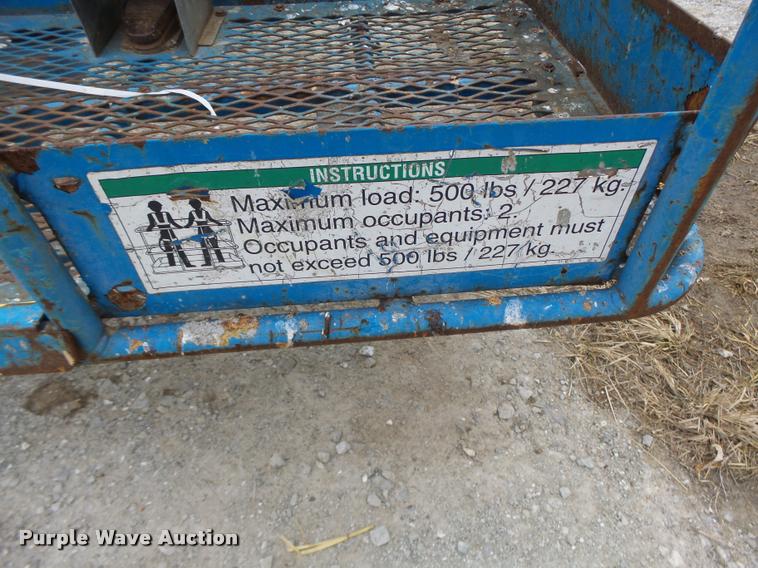 INSTRUCTIONS
Maximum load: 500 lbs / 227 kg.
Maximum occupants: 2.
Occupants and equipment must
not exceed 500 lbs / 227 kg.
Purple Wave Auction